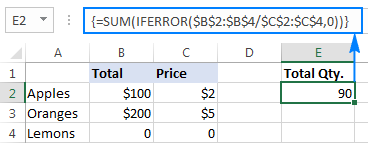 E2 {=SUM(IFERROR($B$2:$B$4/$C$2:$C$4,0))}
A B C D E
1 Total Price Total Qty.
2 Apples $100 $2 90
3 Oranges $200 $5
4 Lemons 0 0